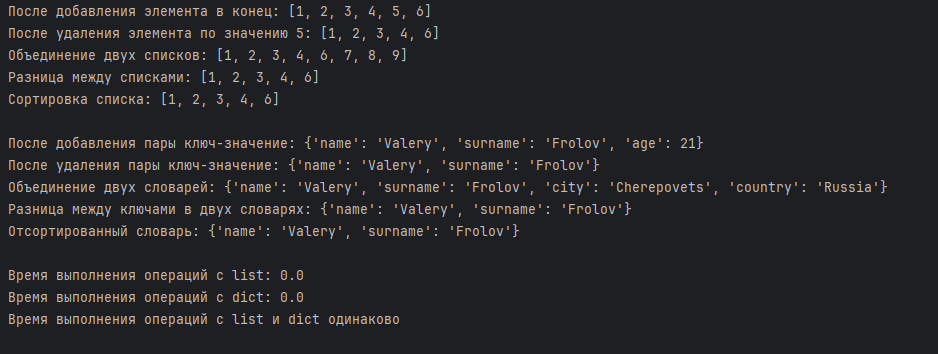 После добавления элемента в конец: [1, 2, 3, 4, 5, 6]
После удаления элемента по значению 5: [1, 2, 3, 4, 6]
Объединение двух списков: [1, 2, 3, 4, 6, 7, 8, 9]
Разница между списками: [1, 2, 3, 4, 6]
Сортировка списка: [1, 2, 3, 4, 6]
После добавления пары ключ-значение: {'name': 'Valery', 'surname': 'Frolov', 'age': 21}
После удаления пары ключ-значение: {'name': 'Valery', 'surname': 'Frolov'}
Объединение двух словарей: {'name': 'Valery', 'surname': 'Frolov', 'city': 'Cherepovets', 'country': 'Russia'}
Разница между ключами в двух словарях: {'name': 'Valery', 'surname': 'Frolov'}
Отсортированный словарь: {'name': 'Valery', 'surname': 'Frolov'}
Время выполнения операций с list: 0.0
Время выполнения операций с dict: 0.0
Время выполнения операций с list и dict одинаково